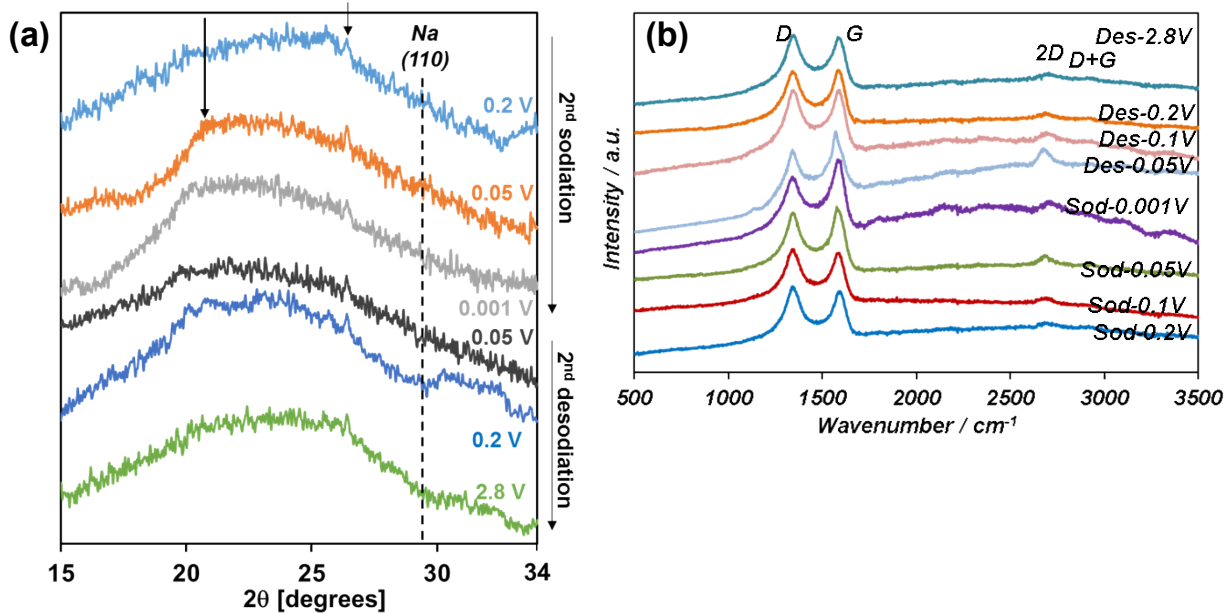 (a)
Na
(110)
0.2 V
0.05 V
0.001 V
0.05 V
0.2 V
2.8 V
2nd sodiation
2nd desodiation
15 20 25 30 34
2θ [degrees]
(b)
D G
Des-2.8V
2D D+G
Des-0.2V
Des-0.1V
Des-0.05V
Sod-0.001V
Sod-0.05V
Sod-0.1V
Sod-0.2V
Intensity / a.u.
500 1000 1500 2000 2500 3000 3500
Wavenumber / cm-1